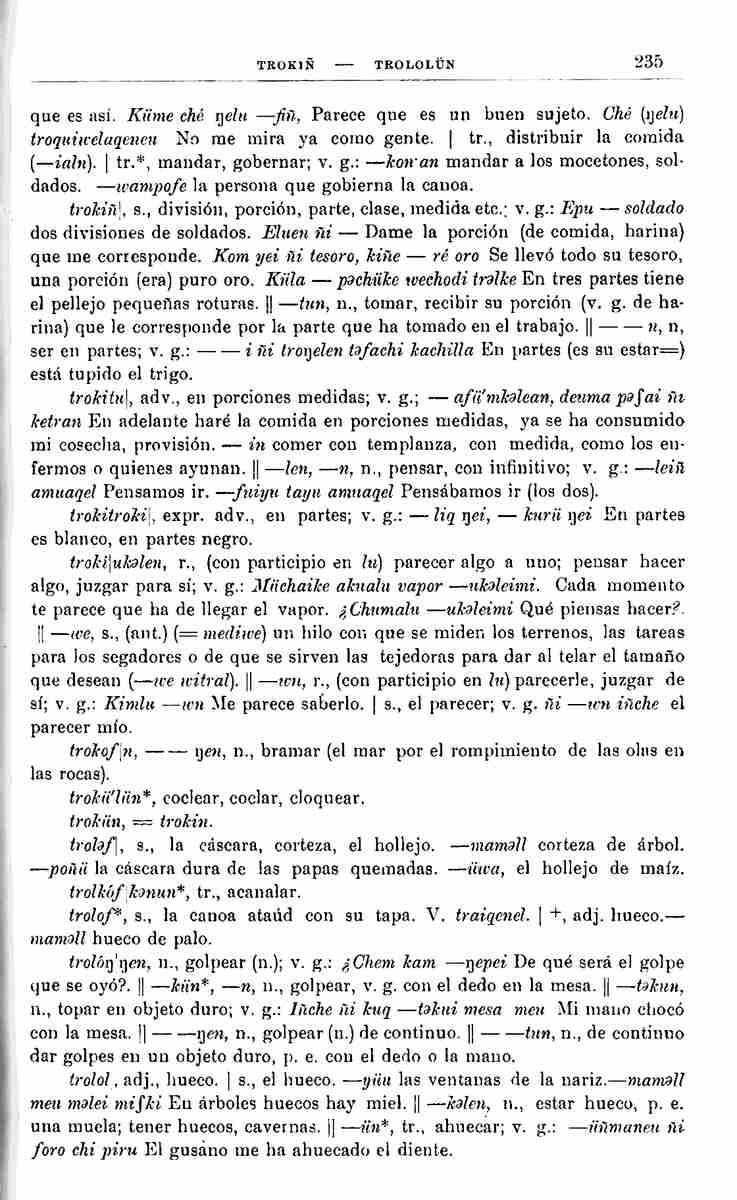 TROKIÑ — TROLOLÜN 235
que es así. Küme ché ŋelu —fiñ, Parece que es un buen sujeto. Ché (ŋelu)
troquiwelaqeneu No me mira ya como gente. | tr., distribuir la comida
(—ialn). | tr.*, mandar, gobernar; v. g.: —kon·an mandar a los mocetones, sol-
dados. —wampofe la persona que gobierna la canoa.
trokiñ|, s., división, porción, parte, clase, medida etc.; v. g.: Epu — soldado
dos divisiones de soldados. Eluen ñi — Dame la porción (de comida, harina)
que me corresponde. Kom yei ñi tesoro, kiñe — ré oro Se llevó todo su tesoro,
una porción (era) puro oro. Küla — pəchüke wechodi trəlke En tres partes tiene
el pellejo pequeñas roturas. || —tun, n., tomar, recibir su porción (v. g. de ha-
rina) que le corresponde por la parte que ha tomado en el trabajo. || — — n, n,
ser en partes; v. g.: — — i ñi troŋelen təfachi kachilla En partes (es su estar=)
está tupido el trigo.
trokitu|, adv., en porciones medidas; v. g.; — afü'mkəlean, deuma pəʃai ñi
ketran En adelante haré la comida en porciones medidas, ya se ha consumido
mi cosecha, provisión. — in comer con templanza, con medida, como los en-
fermos o quienes ayunan. || —len, —n, n., pensar, con infinitivo; v. g.: —leiñ
amuaqel Pensamos ir. —fuiyu tayu amuaqel Pensábamos ir (los dos).
trokitroki|, expr. adv., en partes; v. g.: — liq ŋei, — kurü ŋei En partes
es blanco, en partes negro.
troki|ukəlen, r., (con participio en lu) parecer algo a uno; pensar hacer
algo, juzgar para sí; v. g.: Müchaike akualu vapor —ukəleimi. Cada momento
te parece que ha de llegar el vapor. ¿Chumalu —ukəleimi Qué piensas hacer?.
|| —we, s., (ant.) (= mediwe) un hilo con que se miden los terrenos, las tareas
para los segadores o de que se sirven las tejedoras para dar al telar el tamaño
que desean (—we witral). || —wn, r., (con participio en lu) parecerle, juzgar de
sí; v. g.: Kimlu —wn Me parece saberlo. | s., el parecer; v. g. ñi —wn iñche el
parecer mío.
trokof|n, — — ŋen, n., bramar (el mar por el rompimiento de las olas en
las rocas).
trokü'lün*, coclear, coclar, cloquear.
trokün, = trokin.
troləf|, s., la cáscara, corteza, el hollejo. —maməll corteza de árbol.
—poñü la cáscara dura de las papas quemadas. —üwa, el hollejo de maíz.
trolkóf|kənun*, tr., acanalar.
trolof*, s., la canoa ataúd con su tapa. V. traiqenel. | +, adj. hueco.—
maməll hueco de palo.
trolóŋ'ŋen, n., golpear (n.); v. g.: ¿Chem kam —ŋepei De qué será el golpe
que se oyó?. || —kün*, —n, n., golpear, v. g. con el dedo en la mesa. || —təkun,
n., topar en objeto duro; v. g.: Iñche ñi kuq —təkui mesa meu Mi mano chocó
con la mesa. || — —ŋen, n., golpear (n.) de continuo. || — —tun, n., de continuo
dar golpes en un objeto duro, p. e. con el dedo o la mano.
trolol, adj., hueco. | s., el hueco. —yüu las ventanas de la nariz.—maməll
meu məlei miʃki En árboles huecos hay miel. || —kəlen, n., estar hueco, p. e.
una muela; tener huecos, cavernas. || —ün*, tr., ahuecar; v. g.: —üñmaneu ñi
foro chi piru El gusano me ha ahuecado el diente.